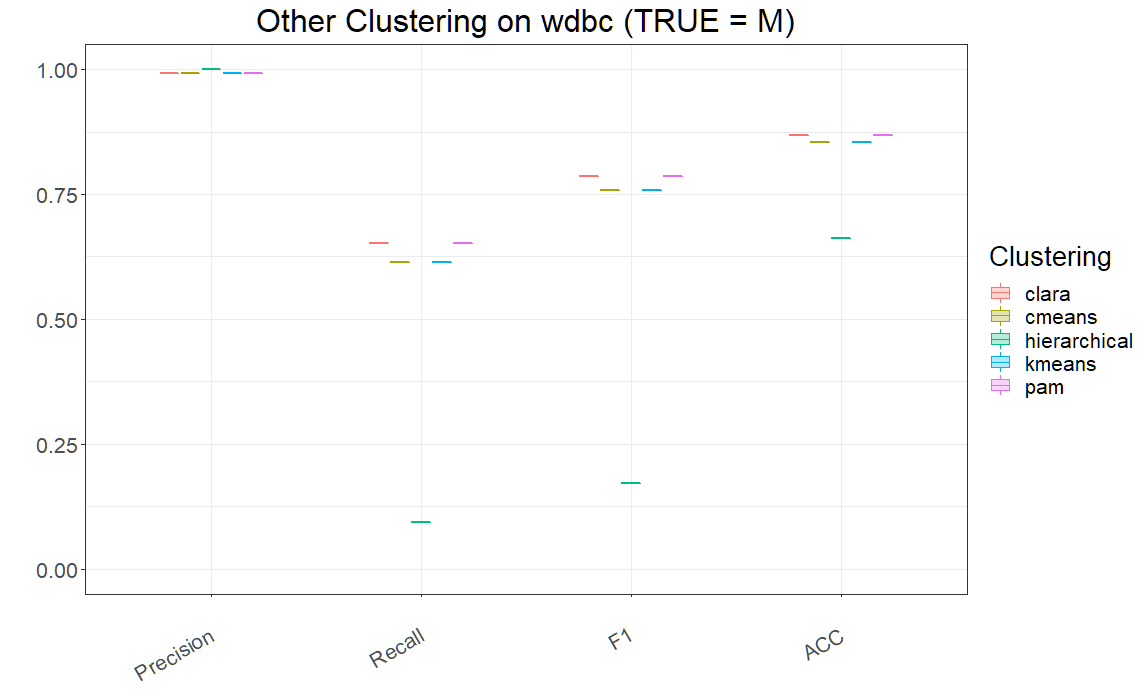 Other Clustering on wdbc (TRUE = M)
1.00
0.75
0.50
0.25
0.00
Precision
Recall
F1
ACC
Clustering
clara
cmeans
hierarchical
kmeans
pam